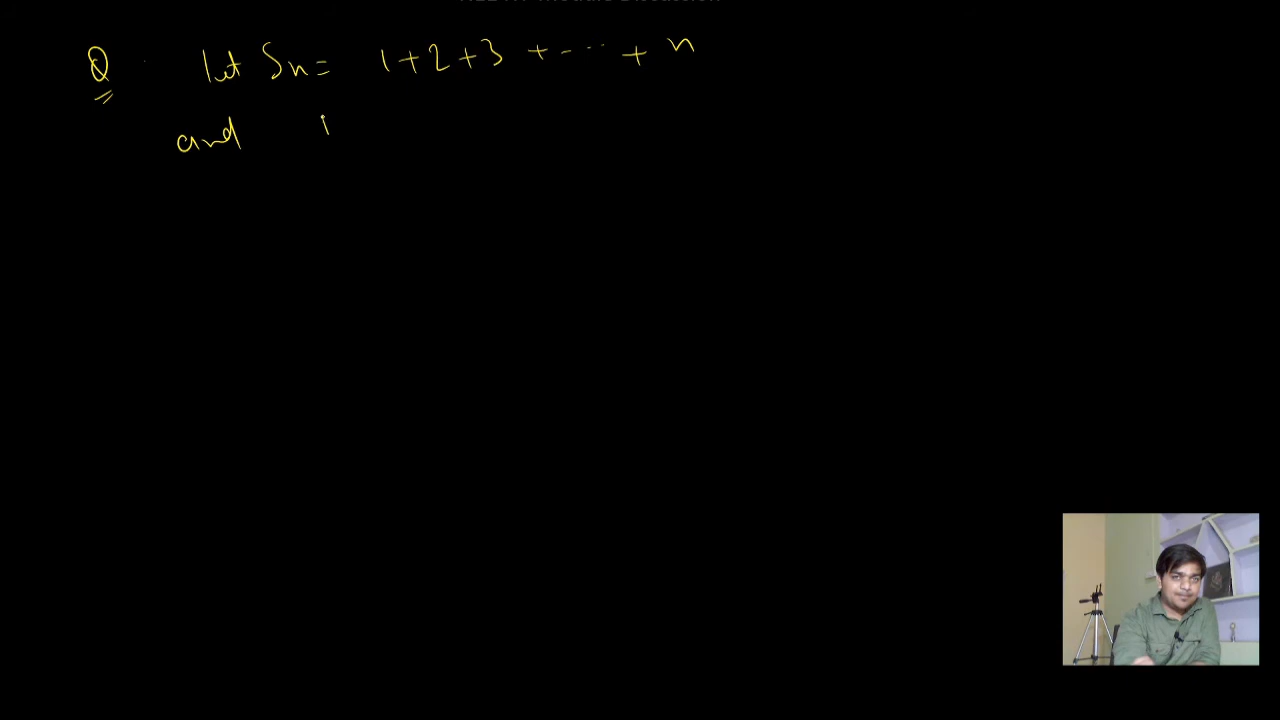 Q let Sn = 1+2+3+---+n
and